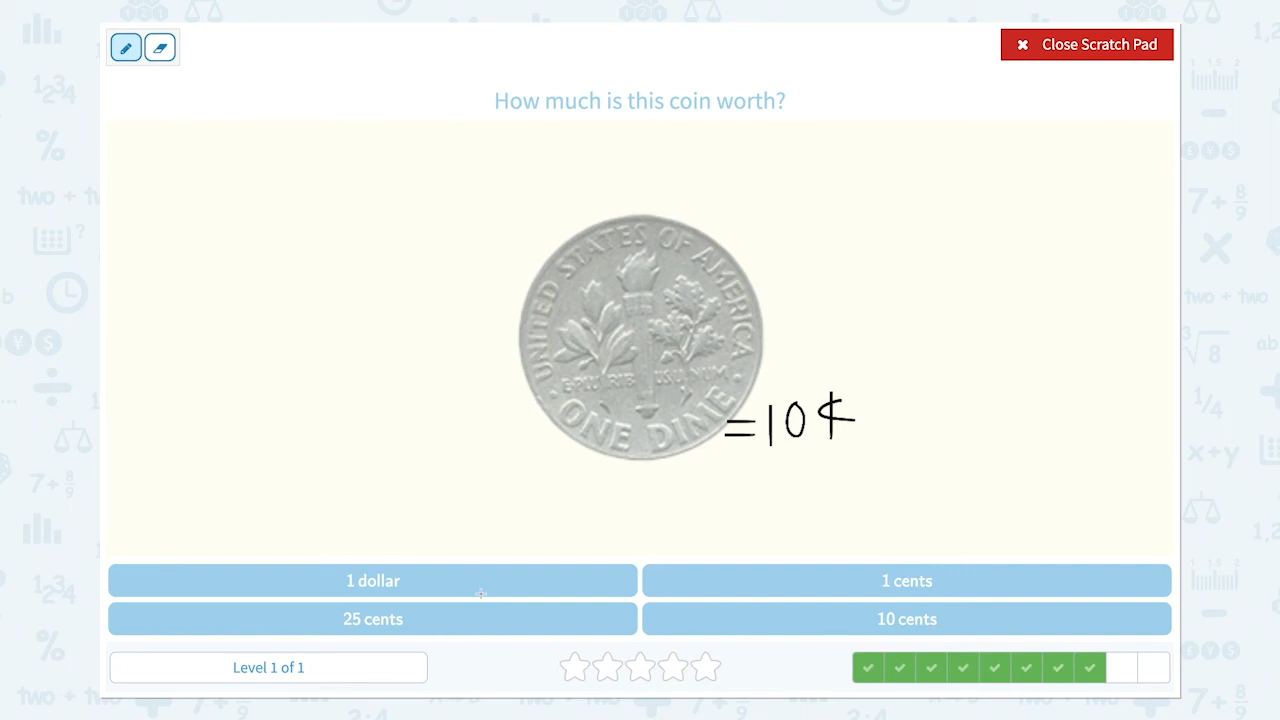 Close Scratch Pad
How much is this coin worth?
UNITED STATES OF AMERICA
E PLURIBUS UNUM
ONE DIME
=10¢
1 dollar
1 cents
25 cents
10 cents
Level 1 of 1